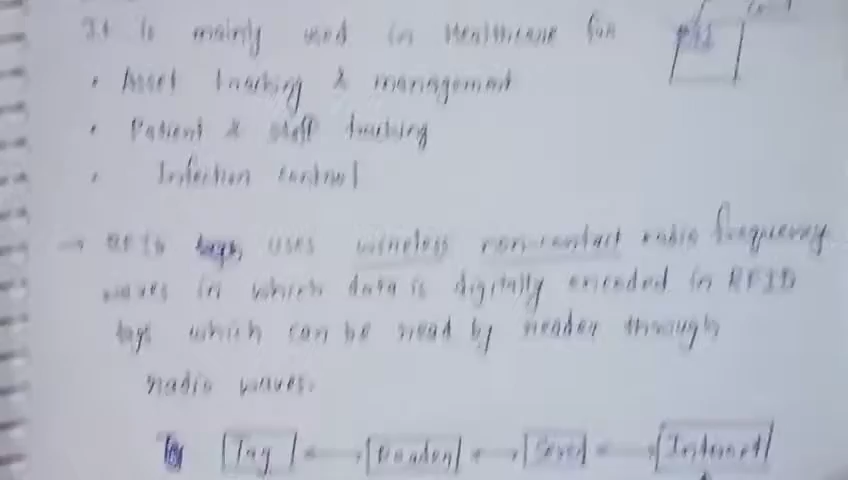 It is mainly used in Healthcare for
• Asset tracking & management
• Patient & staff tracking
• Infection control
→ RFID tags uses wireless non-contact radio frequency
waves in which data is digitally encoded in RFID
tags which can be read by reader through
radio waves.
Tag ⟷ Reader ⟷ ⟷ Internet